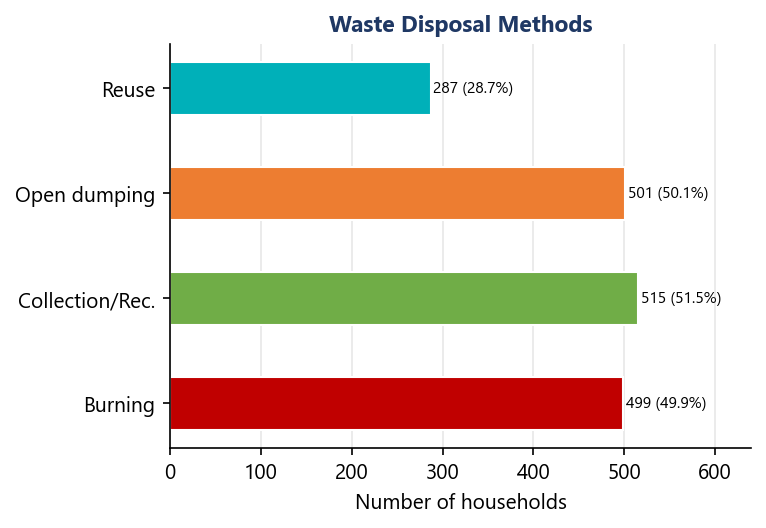 Waste Disposal Methods
Reuse
287 (28.7%)
Open dumping
501 (50.1%)
Collection/Rec.
515 (51.5%)
Burning
499 (49.9%)
0 100 200 300 400 500 600
Number of households